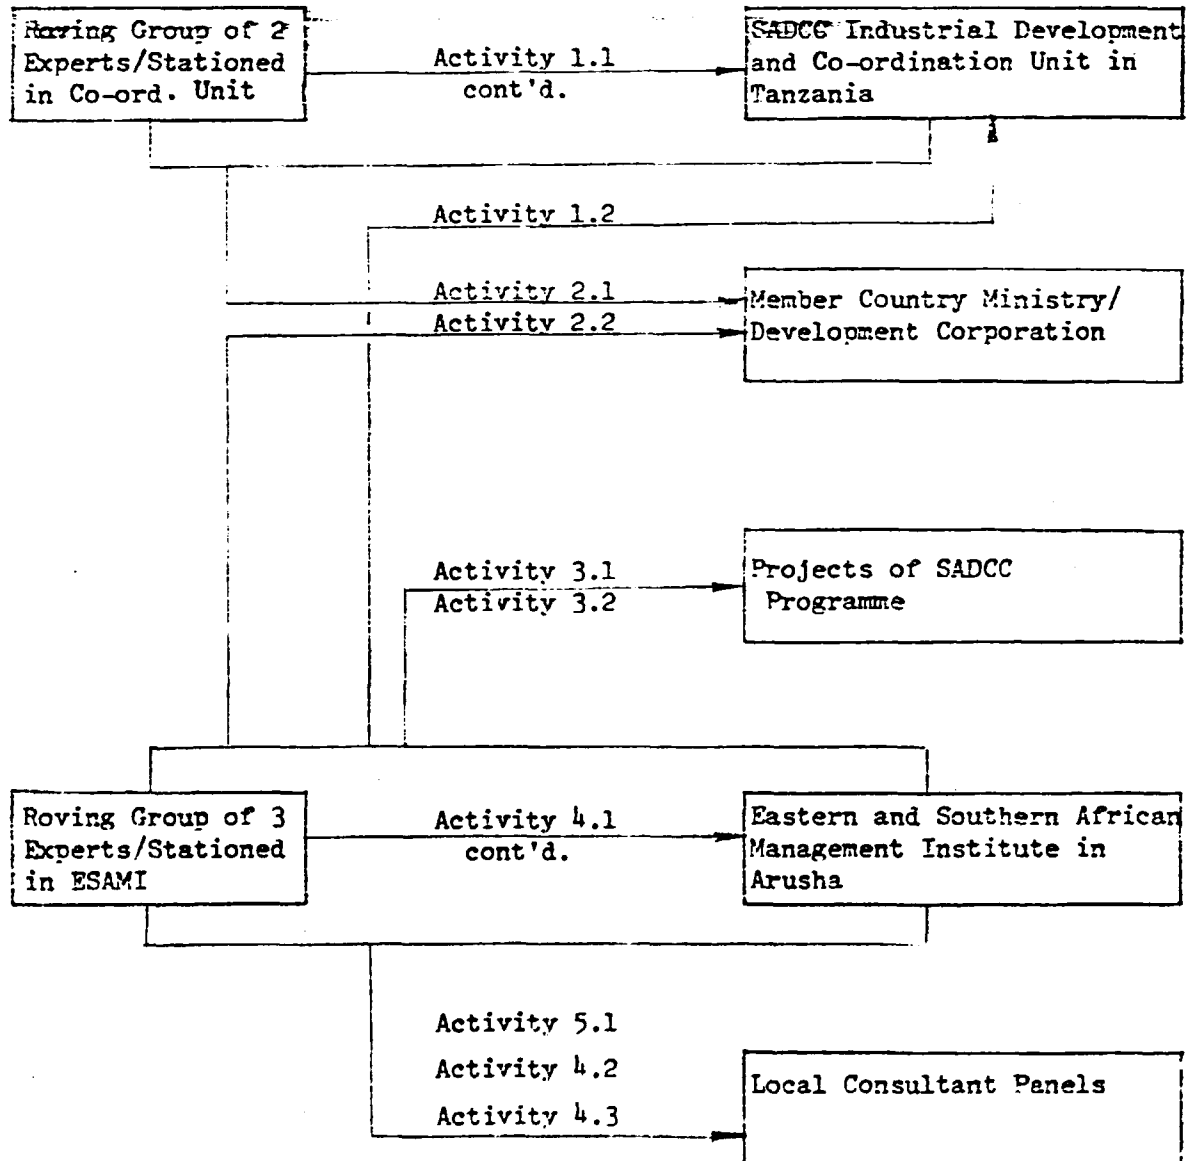 Roving Group of 2
Experts/Stationed
in Co-ord. Unit
Activity 1.1
cont'd.
SADCC Industrial Development
and Co-ordination Unit in
Tanzania
Activity 1.2
Activity 2.1
Activity 2.2
Member Country Ministry/
Development Corporation
Activity 3.1
Activity 3.2
Projects of SADCC
Programme
Roving Group of 3
Experts/Stationed
in ESAMI
Activity 4.1
cont'd.
Eastern and Southern African
Management Institute in
Arusha
Activity 5.1
Activity 4.2
Activity 4.3
Local Consultant Panels